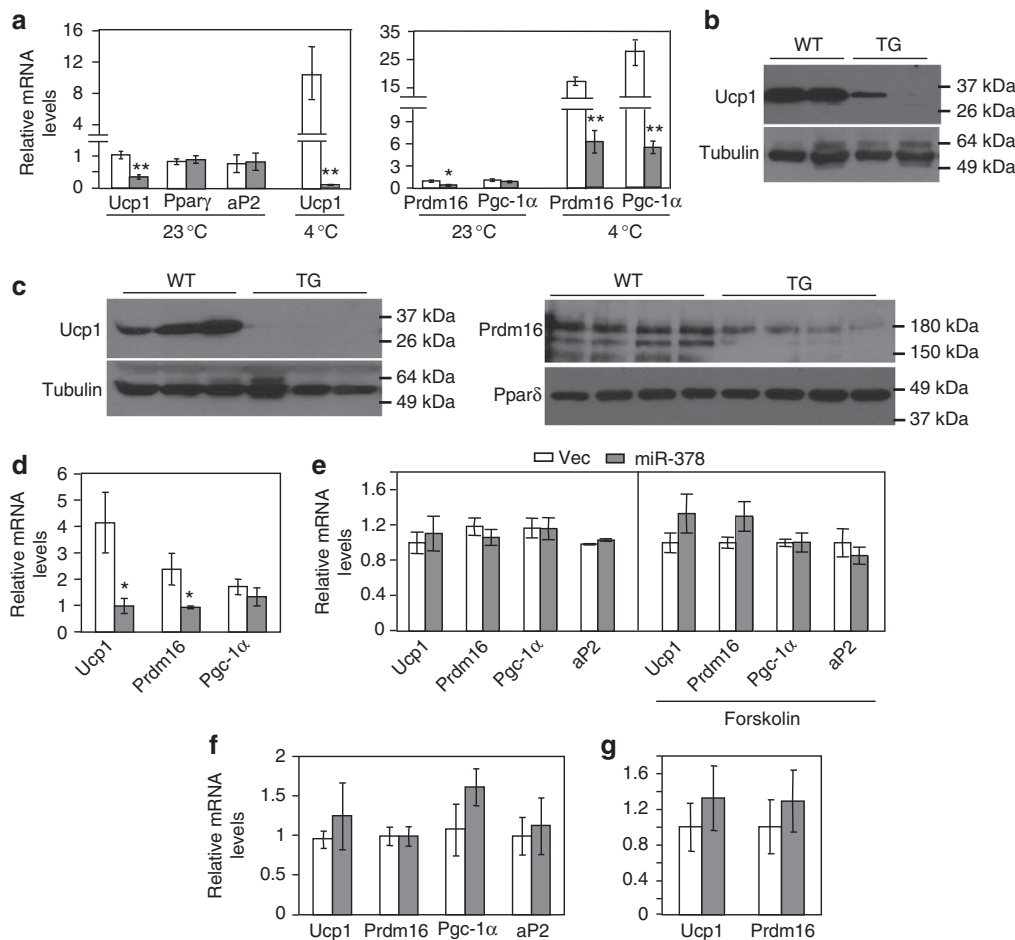 a
Relative mRNA
levels
16
12
8
4
1
0
**
**
Ucp1 Pparγ aP2 Ucp1
23 °C 4 °C
35
25
15
9
6
3
0
*
**
**
Prdm16 Pgc-1α Prdm16 Pgc-1α
23 °C 4 °C
b
WT TG
Ucp1
37 kDa
26 kDa
Tubulin
64 kDa
49 kDa
c
WT TG
Ucp1
37 kDa
26 kDa
Tubulin
64 kDa
49 kDa
WT TG
Prdm16
180 kDa
150 kDa
Pparδ
49 kDa
37 kDa
d
Relative mRNA
levels
6
5
4
3
2
1
0
*
*
Ucp1 Prdm16 Pgc-1α
e
Vec miR-378
Relative mRNA
levels
1.6
1.2
0.8
0.4
0
Ucp1 Prdm16 Pgc-1α aP2 Ucp1 Prdm16 Pgc-1α aP2
Forskolin
f
Relative mRNA
levels
2
1.5
1
0.5
0
Ucp1 Prdm16 Pgc-1α aP2
g
1.6
1.2
0.8
0.4
0
Ucp1 Prdm16